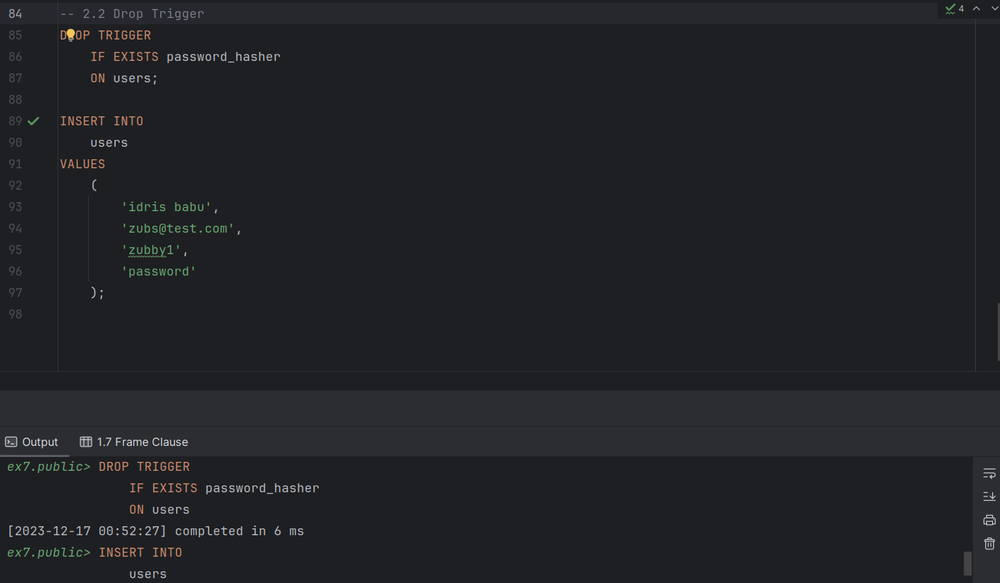 4
84 -- 2.2 Drop Trigger
85 DROP TRIGGER
86 IF EXISTS password_hasher
87 ON users;
88
89 INSERT INTO
90 users
91 VALUES
92 (
93 'idris babu',
94 'zubs@test.com',
95 'zubby1',
96 'password'
97 );
98
Output 1.7 Frame Clause
ex7.public> DROP TRIGGER
IF EXISTS password_hasher
ON users
[2023-12-17 00:52:27] completed in 6 ms
ex7.public> INSERT INTO
users